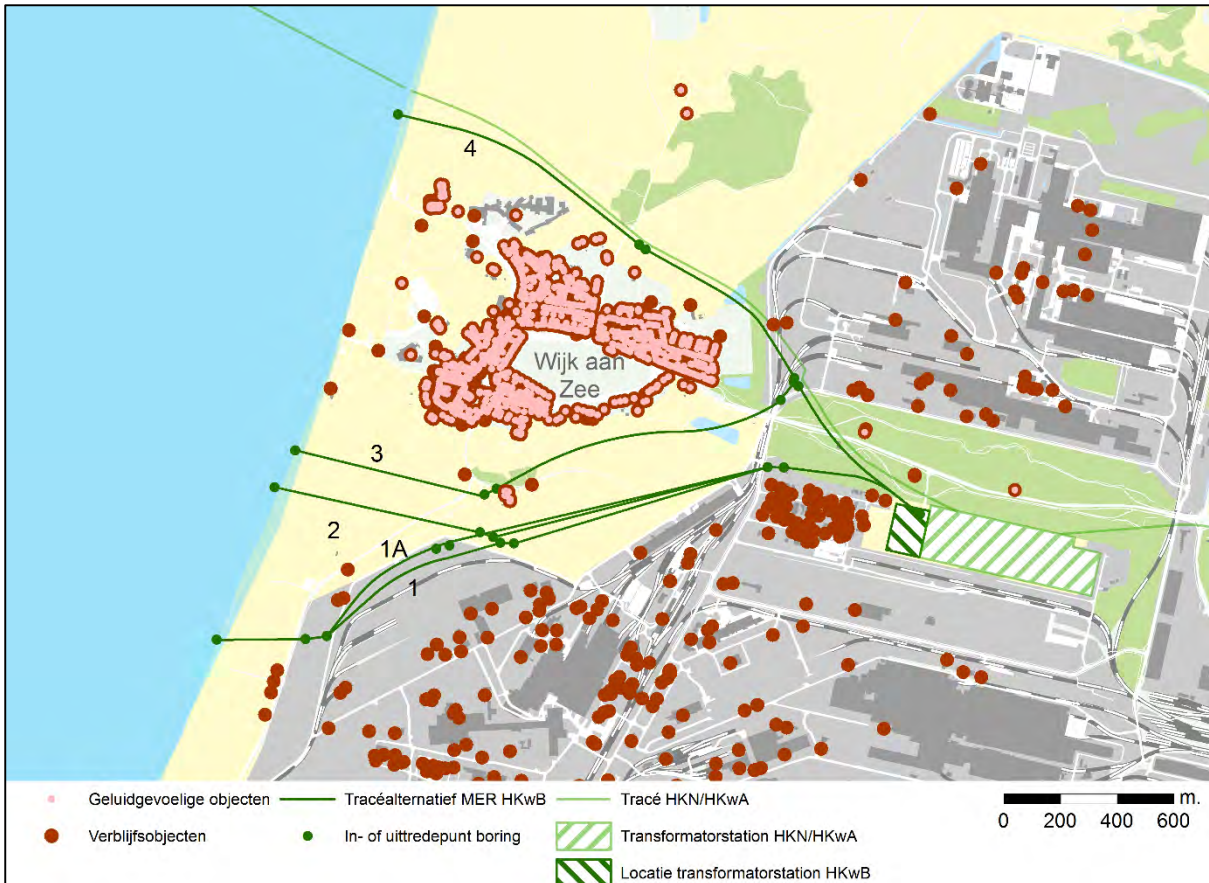 4
Wijk aan
Zee
3
2
1A
1
Geluidgevoelige objecten
Tracéalternatief MER HKwB
Tracé HKN/HKwA
m.
0 200 400 600
Verblijfsobjecten
In- of uittredepunt boring
Transformatorstation HKN/HKwA
Locatie transformatorstation HKwB